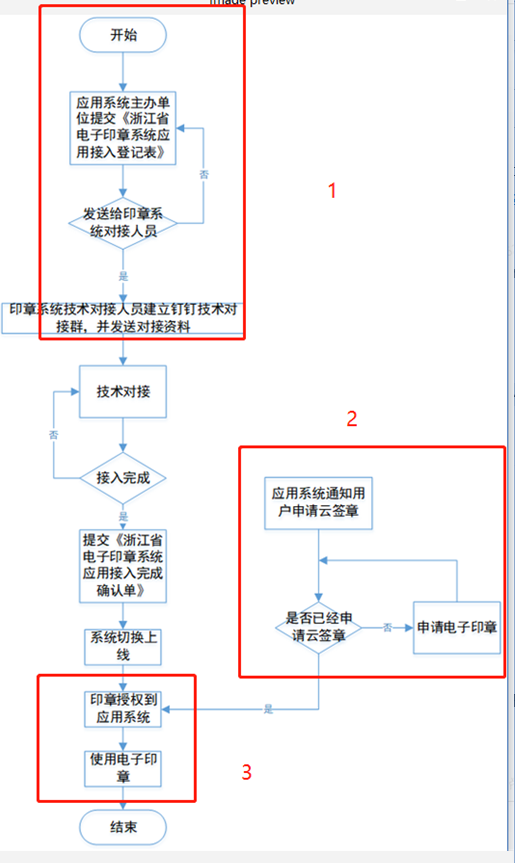 Image preview
开始
应用系统主办单
位提交《浙江省
电子印章系统应
用接入登记表》
否
1
发送给印章系
统对接人员
是
印章系统技术对接人员建立钉钉技术对
接群，并发送对接资料
技术对接
否
接入完成
是
提交《浙江省
电子印章系统
应用接入完成
确认单》
系统切换上
线
2
应用系统通知用
户申请云签章
是否已经申
请云签章
否
申请电子印章
是
印章授权到
应用系统
使用电子印
章
3
结束